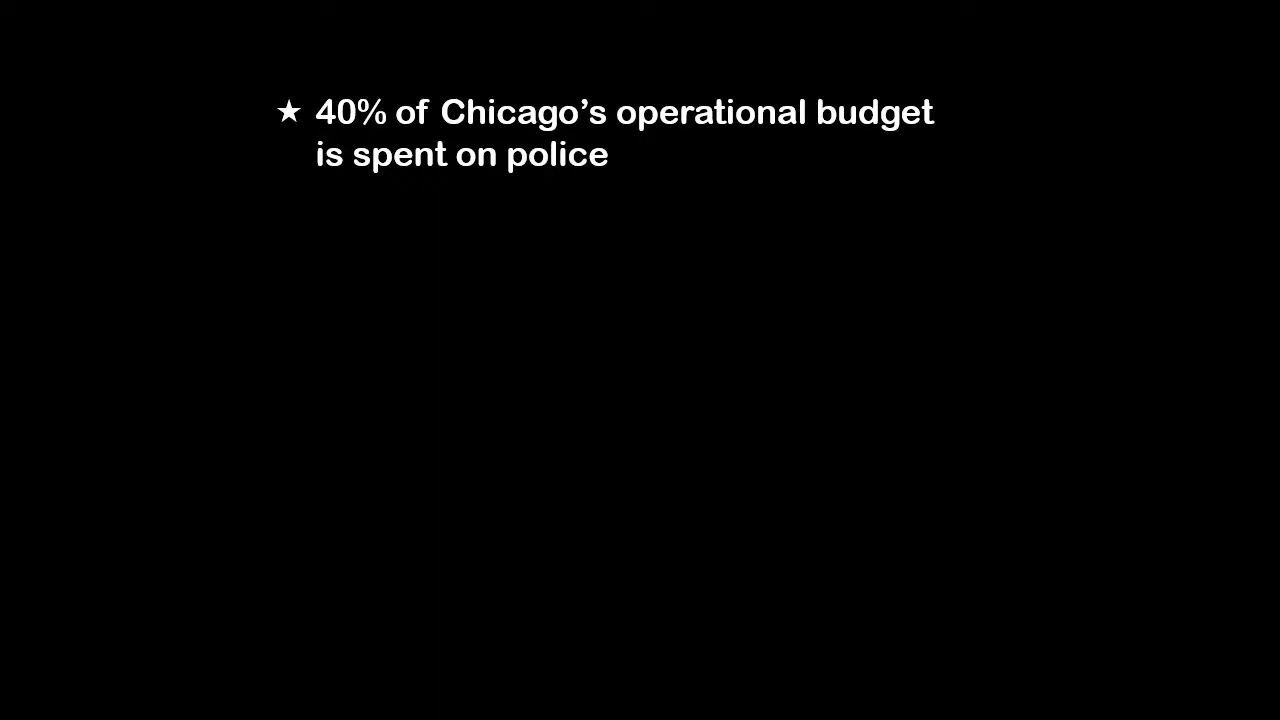 ★ 40% of Chicago’s operational budget
is spent on police